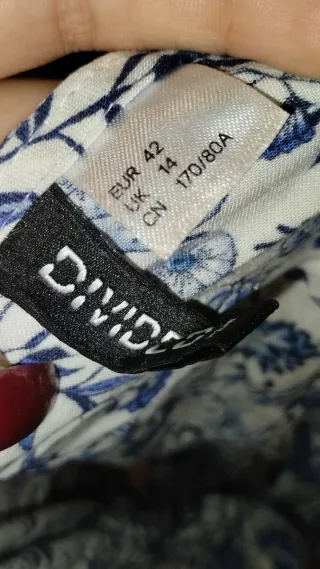 EUR 42
UK 14
CN 170/80A
DIVIDED